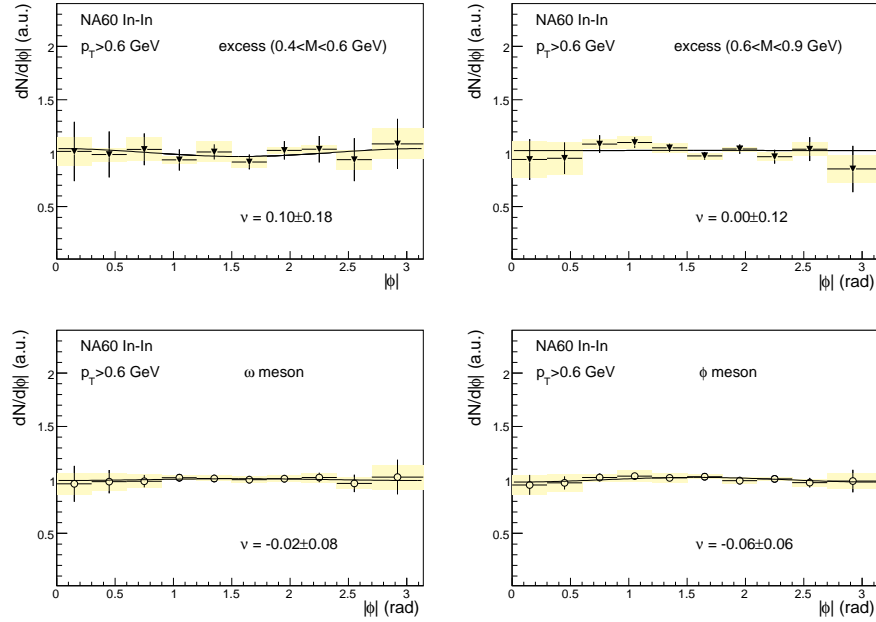 NA60 In-In
p_T>0.6 GeV
excess (0.4<M<0.6 GeV)
ν = 0.10±0.18
dN/d|ϕ| (a.u.)
2
1.5
1
0.5
0 0.5 1 1.5 2 2.5 3
|ϕ|
NA60 In-In
p_T>0.6 GeV
excess (0.6<M<0.9 GeV)
ν = 0.00±0.12
dN/d|ϕ| (a.u.)
2
1.5
1
0.5
0 0.5 1 1.5 2 2.5 3
|ϕ| (rad)
NA60 In-In
p_T>0.6 GeV
ω meson
ν = -0.02±0.08
dN/d|ϕ| (a.u.)
2
1.5
1
0.5
0 0.5 1 1.5 2 2.5 3
|ϕ| (rad)
NA60 In-In
p_T>0.6 GeV
ϕ meson
ν = -0.06±0.06
dN/d|ϕ| (a.u.)
2
1.5
1
0.5
0 0.5 1 1.5 2 2.5 3
|ϕ| (rad)